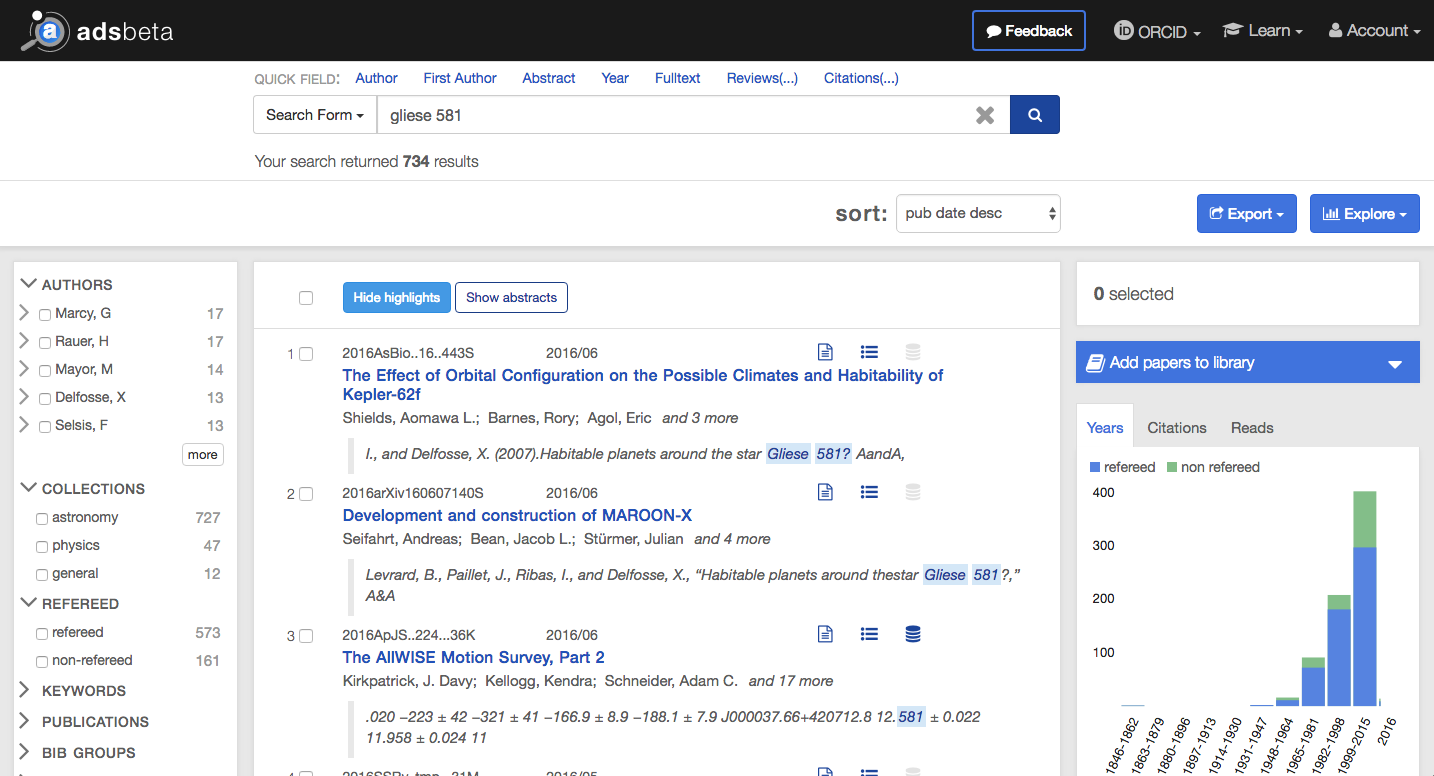 adsbeta
Feedback
iD ORCID
Learn
Account
QUICK FIELD: Author First Author Abstract Year Fulltext Reviews(...) Citations(...)
Search Form gliese 581
Your search returned 734 results
sort: pub date desc
Export
Explore
AUTHORS
Marcy, G 17
Rauer, H 17
Mayor, M 14
Delfosse, X 13
Selsis, F 13
more
COLLECTIONS
astronomy 727
physics 47
general 12
REFEREED
refereed 573
non-refereed 161
KEYWORDS
PUBLICATIONS
BIB GROUPS
Hide highlights Show abstracts
1 2016AsBio..16..443S 2016/06
The Effect of Orbital Configuration on the Possible Climates and Habitability of
Kepler-62f
Shields, Aomawa L.; Barnes, Rory; Agol, Eric and 3 more
I., and Delfosse, X. (2007).Habitable planets around the star Gliese 581? AandA,
2 2016arXiv160607140S 2016/06
Development and construction of MAROON-X
Seifahrt, Andreas; Bean, Jacob L.; Stürmer, Julian and 4 more
Levrard, B., Paillet, J., Ribas, I., and Delfosse, X., “Habitable planets around thestar Gliese 581?,”
A&A
3 2016ApJS..224...36K 2016/06
The AllWISE Motion Survey, Part 2
Kirkpatrick, J. Davy; Kellogg, Kendra; Schneider, Adam C. and 17 more
.020 −223 ± 42 −321 ± 41 −166.9 ± 8.9 −188.1 ± 7.9 J000037.66+420712.8 12.581 ± 0.022
11.958 ± 0.024 11
0 selected
Add papers to library
Years Citations Reads
refereed non refereed
400
300
200
100
1846-1862
1863-1879
1880-1896
1897-1913
1914-1930
1931-1947
1948-1964
1965-1981
1982-1998
1999-2015
2016